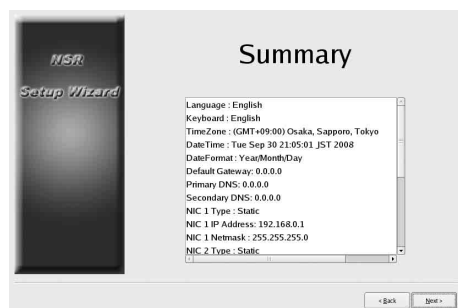 NSR
Setup Wizard
Summary
Language : English
Keyboard : English
TimeZone : (GMT+09:00) Osaka, Sapporo, Tokyo
DateTime : Tue Sep 30 21:05:01 JST 2008
DateFormat : Year/Month/Day
Default Gateway: 0.0.0.0
Primary DNS: 0.0.0.0
Secondary DNS: 0.0.0.0
NIC 1 Type : Static
NIC 1 IP Address: 192.168.0.1
NIC 1 Netmask : 255.255.255.0
NIC 2 Type : Static
< Back Next >